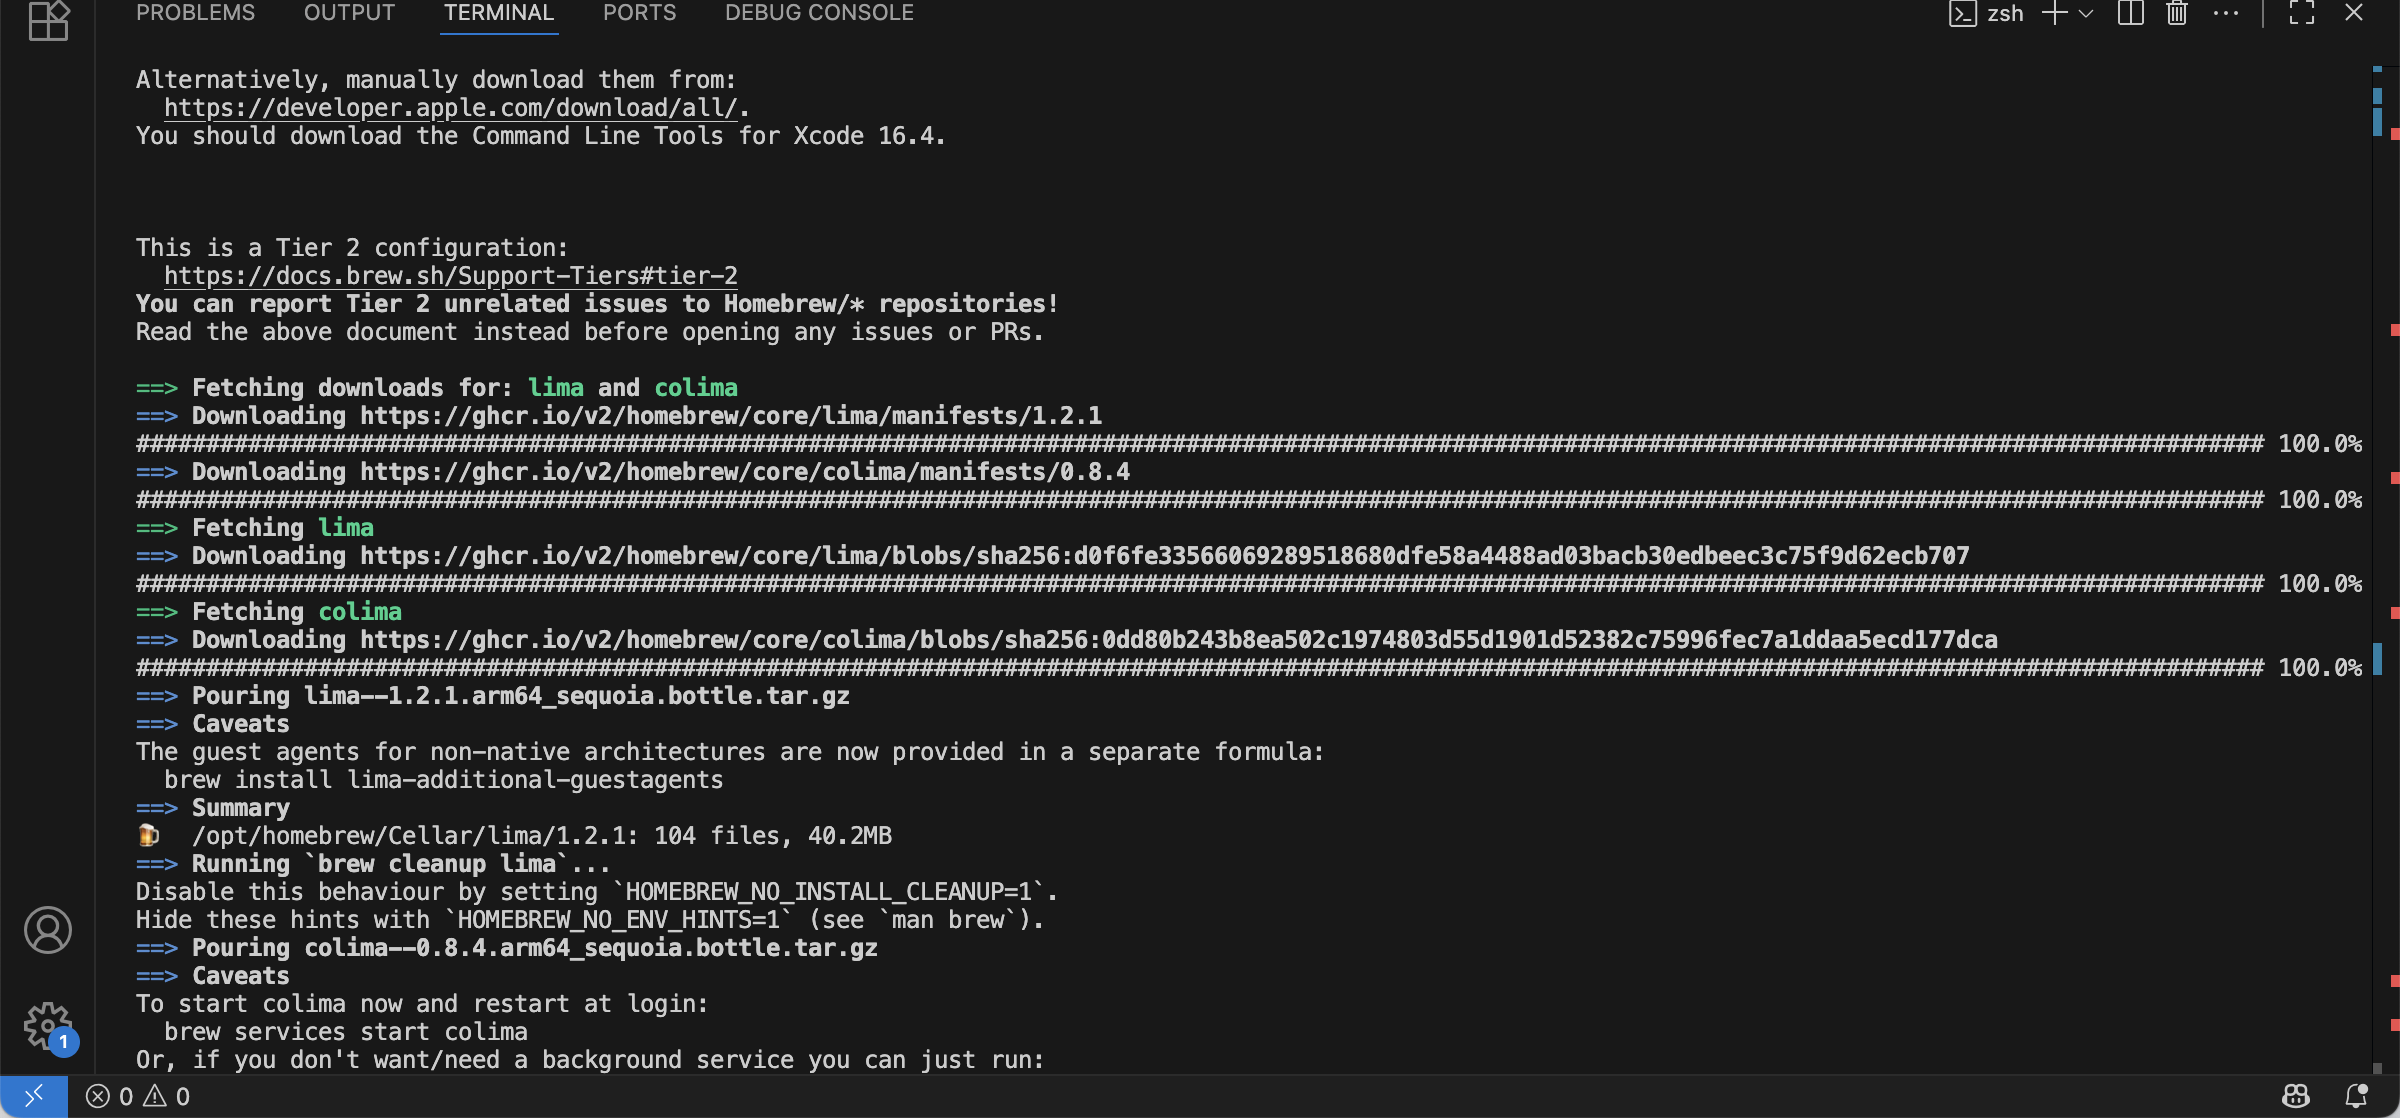 PROBLEMS OUTPUT TERMINAL PORTS DEBUG CONSOLE zsh
Alternatively, manually download them from:
https://developer.apple.com/download/all/.
You should download the Command Line Tools for Xcode 16.4.
This is a Tier 2 configuration:
https://docs.brew.sh/Support-Tiers#tier-2
You can report Tier 2 unrelated issues to Homebrew/* repositories!
Read the above document instead before opening any issues or PRs.
==> Fetching downloads for: lima and colima
==> Downloading https://ghcr.io/v2/homebrew/core/lima/manifests/1.2.1
######################################################################################################################################################## 100.0%
==> Downloading https://ghcr.io/v2/homebrew/core/colima/manifests/0.8.4
######################################################################################################################################################## 100.0%
==> Fetching lima
==> Downloading https://ghcr.io/v2/homebrew/core/lima/blobs/sha256:d0f6fe33566069289518680dfe58a4488ad03bacb30edbeec3c75f9d62ecb707
######################################################################################################################################################## 100.0%
==> Fetching colima
==> Downloading https://ghcr.io/v2/homebrew/core/colima/blobs/sha256:0dd80b243b8ea502c1974803d55d1901d52382c75996fec7a1ddaa5ecd177dca
######################################################################################################################################################## 100.0%
==> Pouring lima--1.2.1.arm64_sequoia.bottle.tar.gz
==> Caveats
The guest agents for non-native architectures are now provided in a separate formula:
brew install lima-additional-guestagents
==> Summary
🍺 /opt/homebrew/Cellar/lima/1.2.1: 104 files, 40.2MB
==> Running `brew cleanup lima`...
Disable this behaviour by setting `HOMEBREW_NO_INSTALL_CLEANUP=1`.
Hide these hints with `HOMEBREW_NO_ENV_HINTS=1` (see `man brew`).
==> Pouring colima--0.8.4.arm64_sequoia.bottle.tar.gz
==> Caveats
To start colima now and restart at login:
brew services start colima
Or, if you don't want/need a background service you can just run:
1
0 0